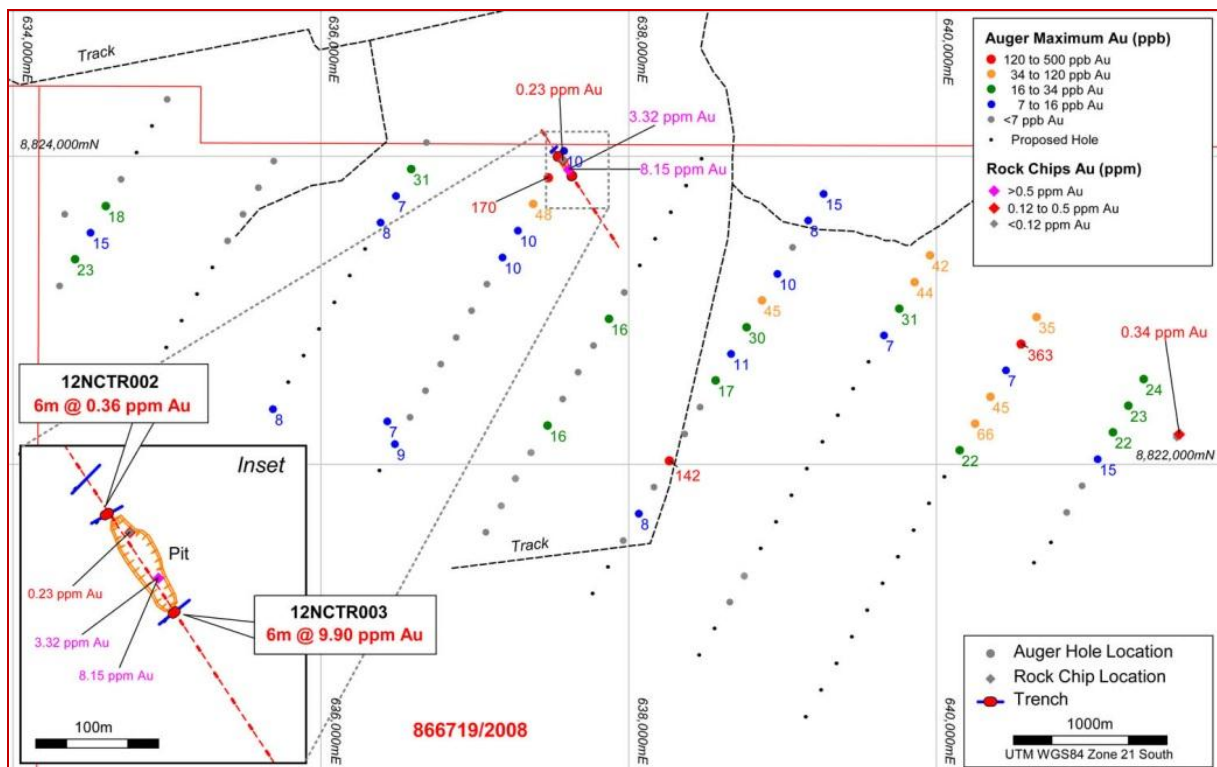 634,000mE
636,000mE
638,000mE
640,000mE
Track
8,824,000mN
0.23 ppm Au
3.32 ppm Au
8.15 ppm Au
10
170
48
10
10
31
7
8
18
15
23
15
8
10
45
30
11
17
16
16
42
44
31
7
35
363
7
45
66
22
0.34 ppm Au
24
23
22
15
8,822,000mN
142
8
8
7
9
Track
Auger Maximum Au (ppb)
120 to 500 ppb Au
34 to 120 ppb Au
16 to 34 ppb Au
7 to 16 ppb Au
<7 ppb Au
Proposed Hole
Rock Chips Au (ppm)
>0.5 ppm Au
0.12 to 0.5 ppm Au
<0.12 ppm Au
12NCTR002
6m @ 0.36 ppm Au
Inset
Pit
0.23 ppm Au
3.32 ppm Au
8.15 ppm Au
12NCTR003
6m @ 9.90 ppm Au
100m
636,000mE
638,000mE
640,000mE
866719/2008
Auger Hole Location
Rock Chip Location
Trench
1000m
UTM WGS84 Zone 21 South